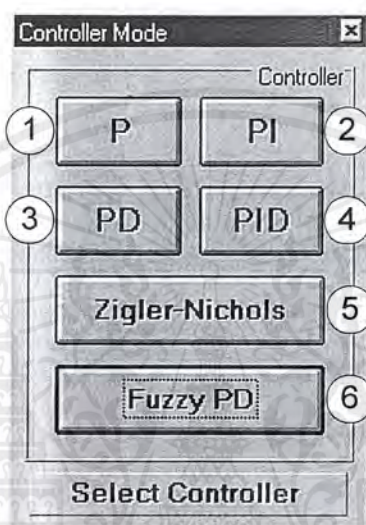 Controller Mode
Controller
1 P PI 2
3 PD PID 4
Zigler-Nichols 5
Fuzzy PD 6
Select Controller